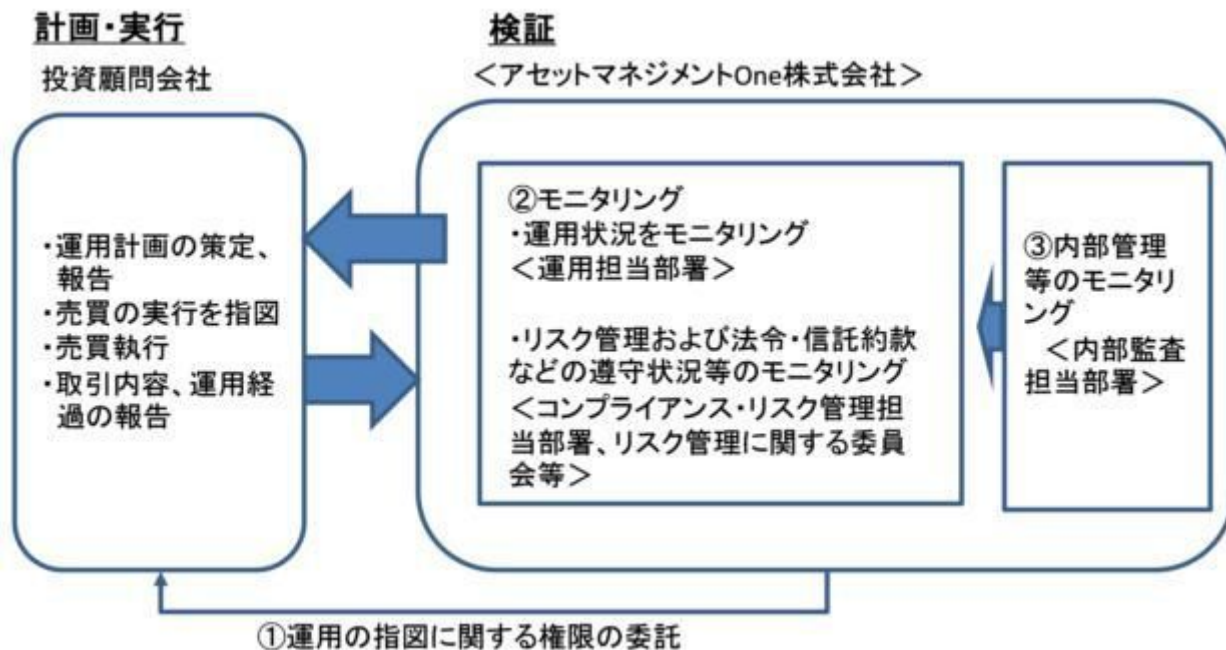 計画・実行
投資顧問会社
・運用計画の策定、
報告
・売買の実行を指図
・売買執行
・取引内容、運用経
過の報告
検証
＜アセットマネジメントOne株式会社＞
②モニタリング
・運用状況をモニタリング
＜運用担当部署＞
・リスク管理および法令・信託約款
などの遵守状況等のモニタリング
＜コンプライアンス・リスク管理担
当部署、リスク管理に関する委員
会等＞
③内部管理
等のモニタリ
ング
＜内部監査
担当部署＞
①運用の指図に関する権限の委託